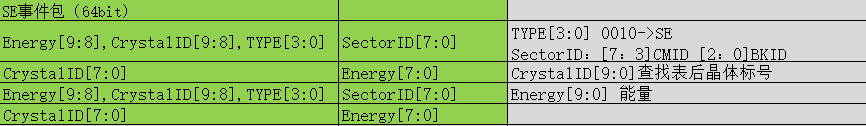 SE事件包（64bit）
Energy[9:8],CrystalID[9:8],TYPE[3:0] SectorID[7:0] TYPE[3:0] 0010->SE
SectorID：[7：3]CMID [2：0]BKID
CrystalID[7:0] Energy[7:0] CrystalID[9:0]查找表后晶体标号
Energy[9:8],CrystalID[9:8],TYPE[3:0] SectorID[7:0] Energy[9:0] 能量
CrystalID[7:0] Energy[7:0]